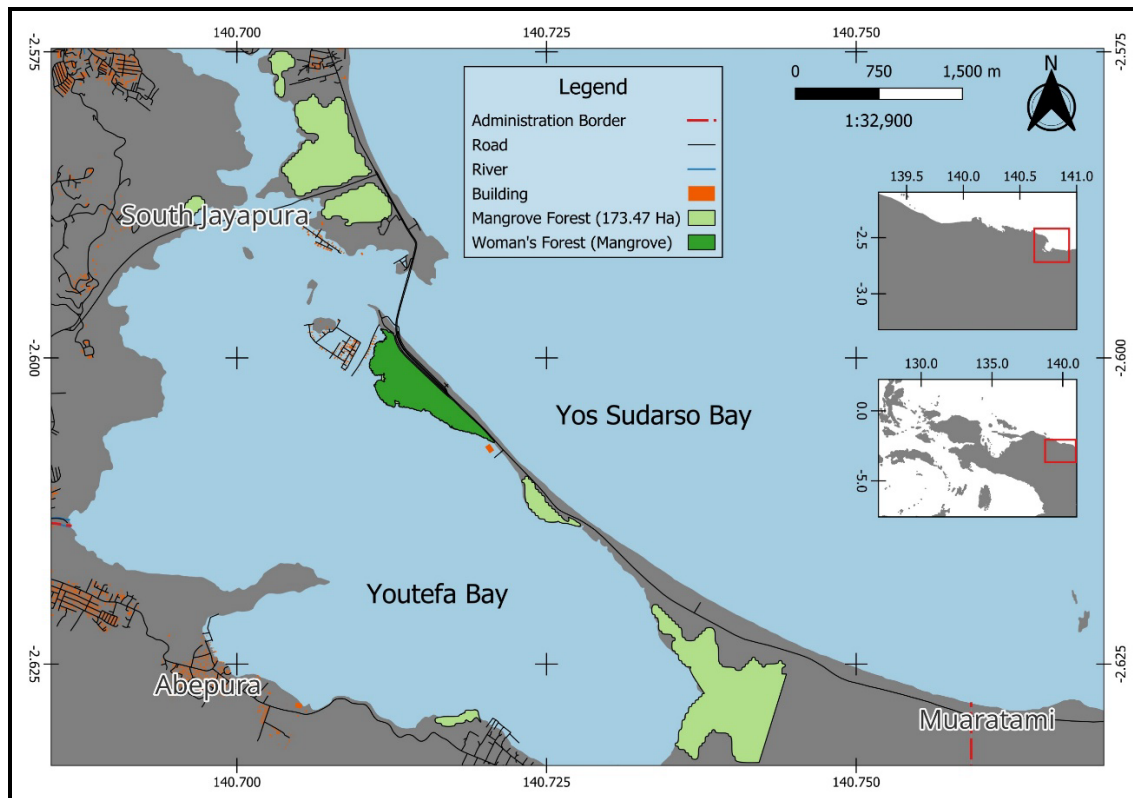 140.700
140.725
140.750
-2.575
-2.575
Legend
Administration Border
Road
River
Building
Mangrove Forest (173.47 Ha)
Woman's Forest (Mangrove)
0 750 1,500 m
1:32,900
N
139.5 140.0 140.5 141.0
-2.5
-3.0
South Jayapura
-2.600
-2.600
130.0 135.0 140.0
0.0
-5.0
Yos Sudarso Bay
Youtefa Bay
-2.625
-2.625
Abepura
Muaratami
140.700
140.725
140.750